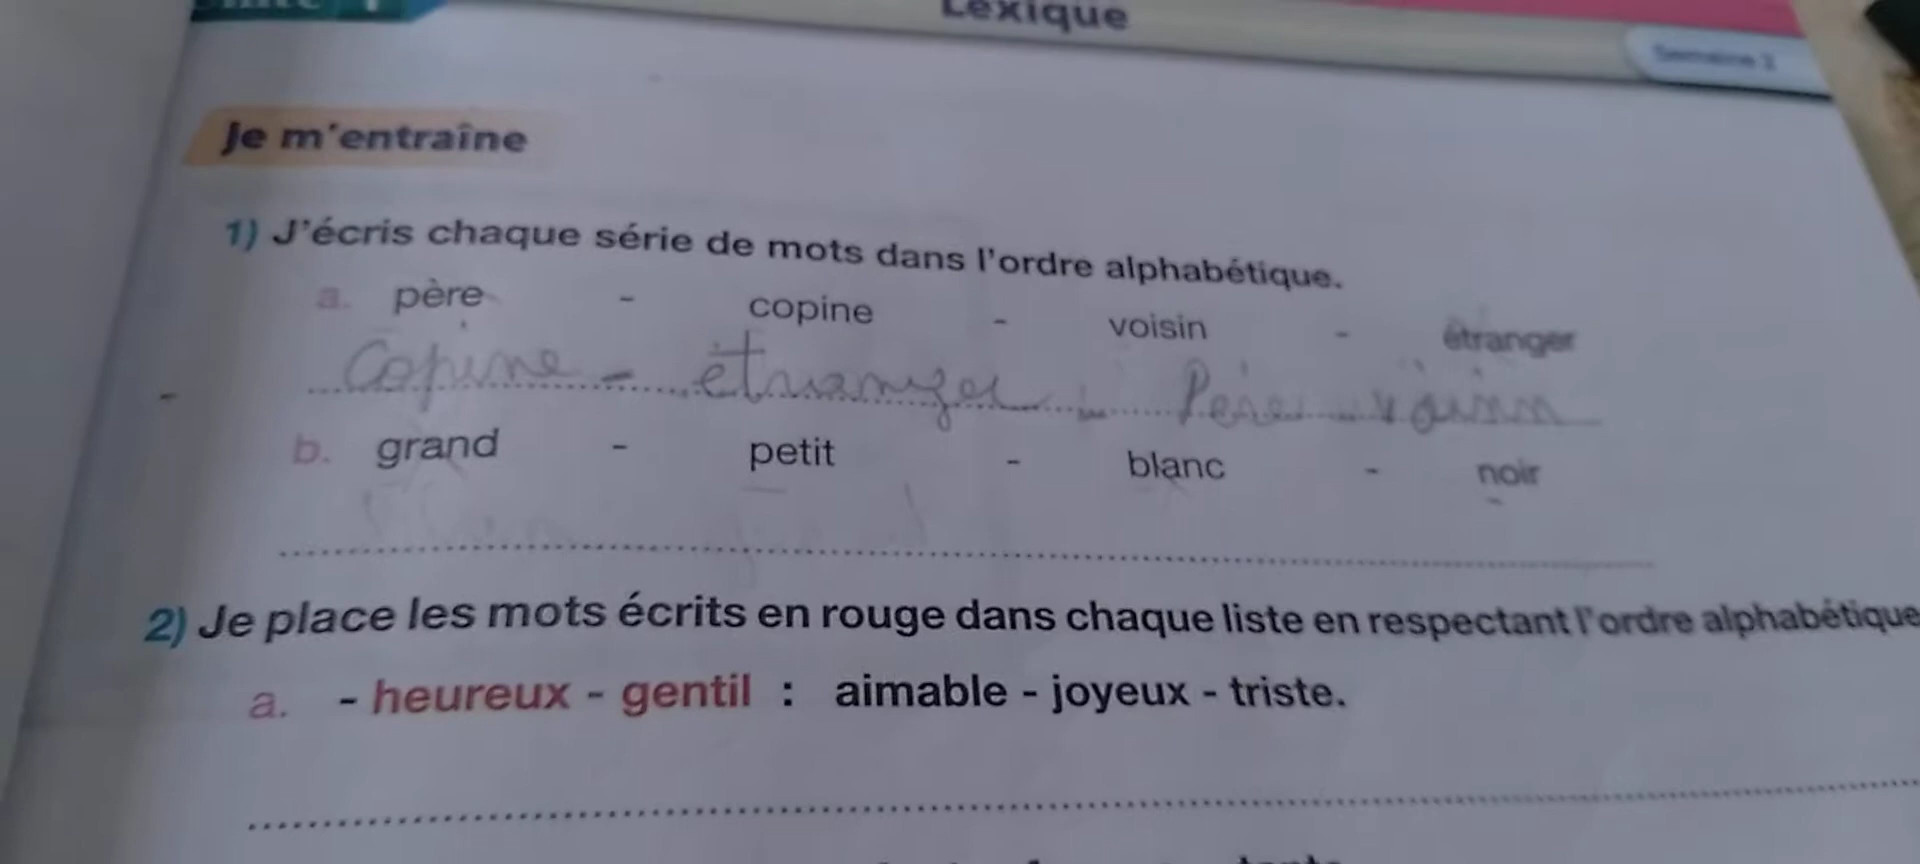 Lexique
Semaine 2
Je m'entraîne
1) J'écris chaque série de mots dans l'ordre alphabétique.
a. père - copine - voisin - étranger
Copine - étranger - Père - voisin
b. grand - petit - blanc - noir
2) Je place les mots écrits en rouge dans chaque liste en respectant l'ordre alphabétique
a. - heureux - gentil : aimable - joyeux - triste.